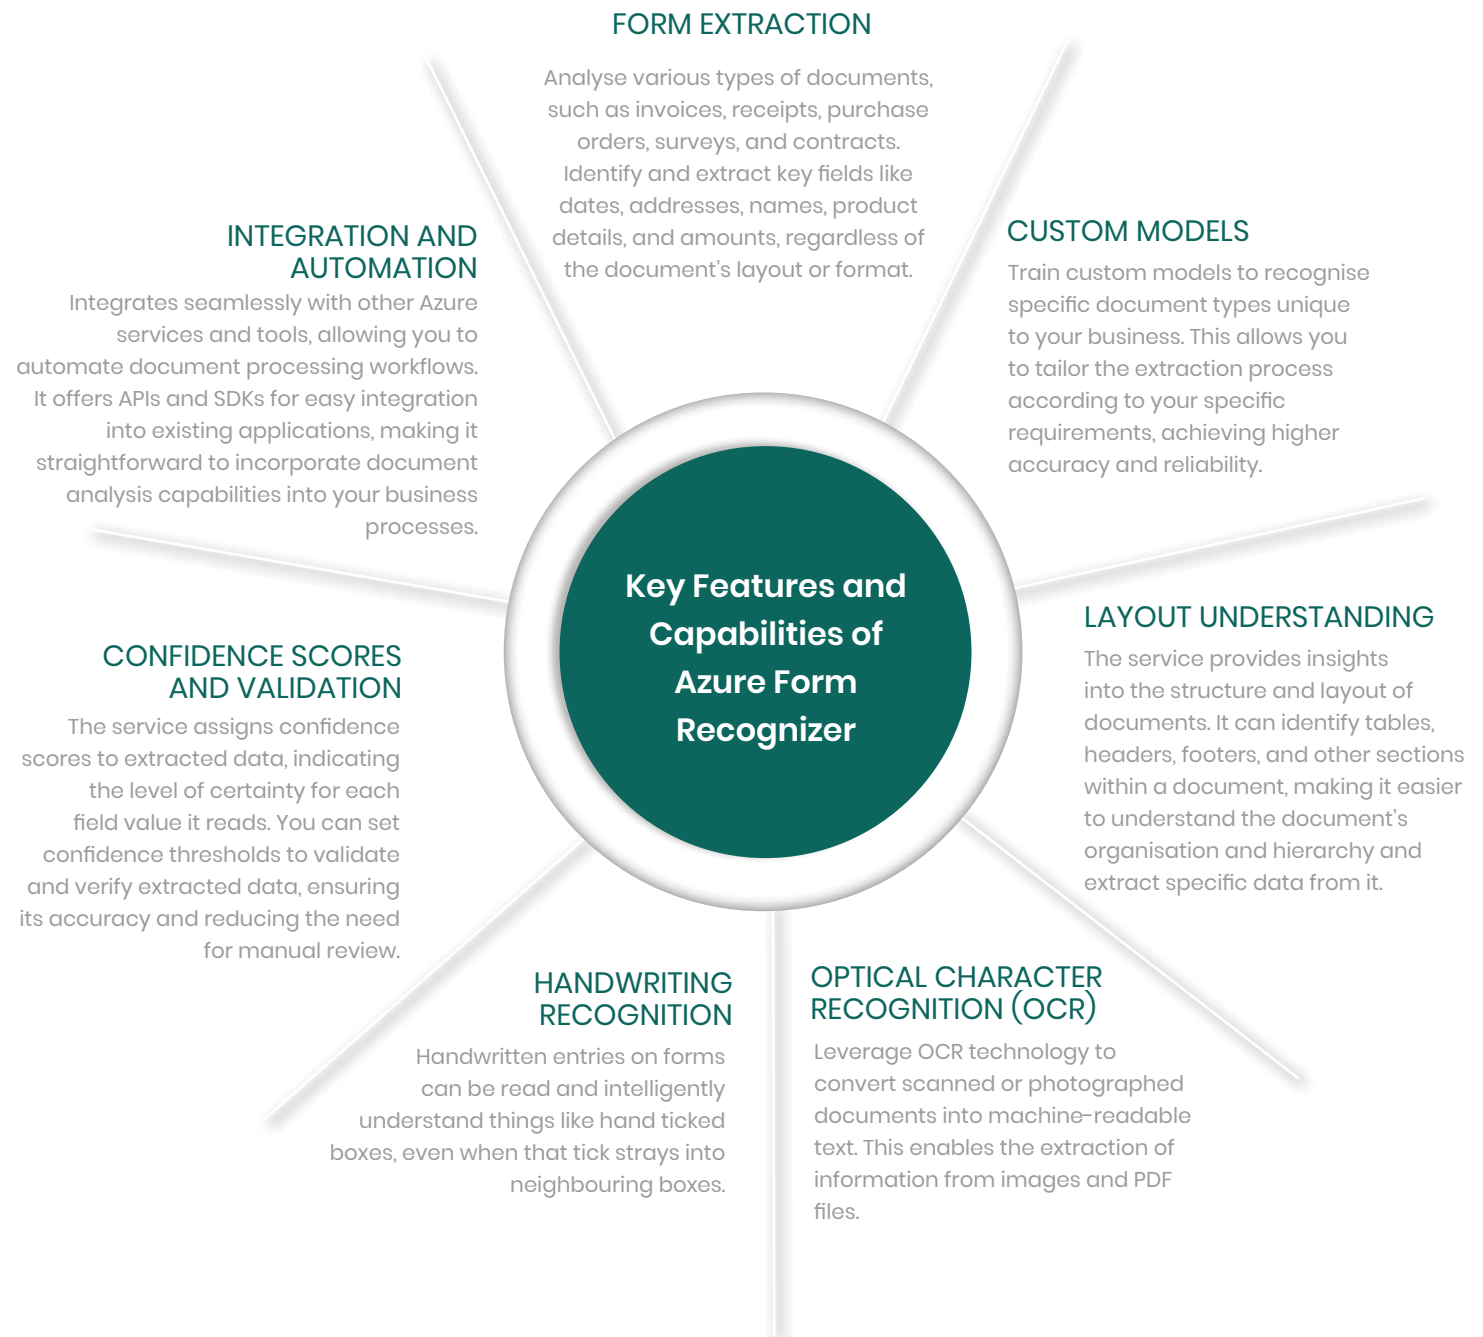 FORM EXTRACTION
Analyse various types of documents,
such as invoices, receipts, purchase
orders, surveys, and contracts.
Identify and extract key fields like
dates, addresses, names, product
details, and amounts, regardless of
the document's layout or format.
CUSTOM MODELS
Train custom models to recognise
specific document types unique
to your business. This allows you
to tailor the extraction process
according to your specific
requirements, achieving higher
accuracy and reliability.
LAYOUT UNDERSTANDING
The service provides insights
into the structure and layout of
documents. It can identify tables,
headers, footers, and other sections
within a document, making it easier
to understand the document's
organisation and hierarchy and
extract specific data from it.
OPTICAL CHARACTER
RECOGNITION (OCR)
Leverage OCR technology to
convert scanned or photographed
documents into machine-readable
text. This enables the extraction of
information from images and PDF
files.
HANDWRITING
RECOGNITION
Handwritten entries on forms
can be read and intelligently
understand things like hand ticked
boxes, even when that tick strays into
neighbouring boxes.
CONFIDENCE SCORES
AND VALIDATION
The service assigns confidence
scores to extracted data, indicating
the level of certainty for each
field value it reads. You can set
confidence thresholds to validate
and verify extracted data, ensuring
its accuracy and reducing the need
for manual review.
INTEGRATION AND
AUTOMATION
Integrates seamlessly with other Azure
services and tools, allowing you to
automate document processing workflows.
It offers APIs and SDKs for easy integration
into existing applications, making it
straightforward to incorporate document
analysis capabilities into your business
processes.
Key Features and
Capabilities of
Azure Form
Recognizer